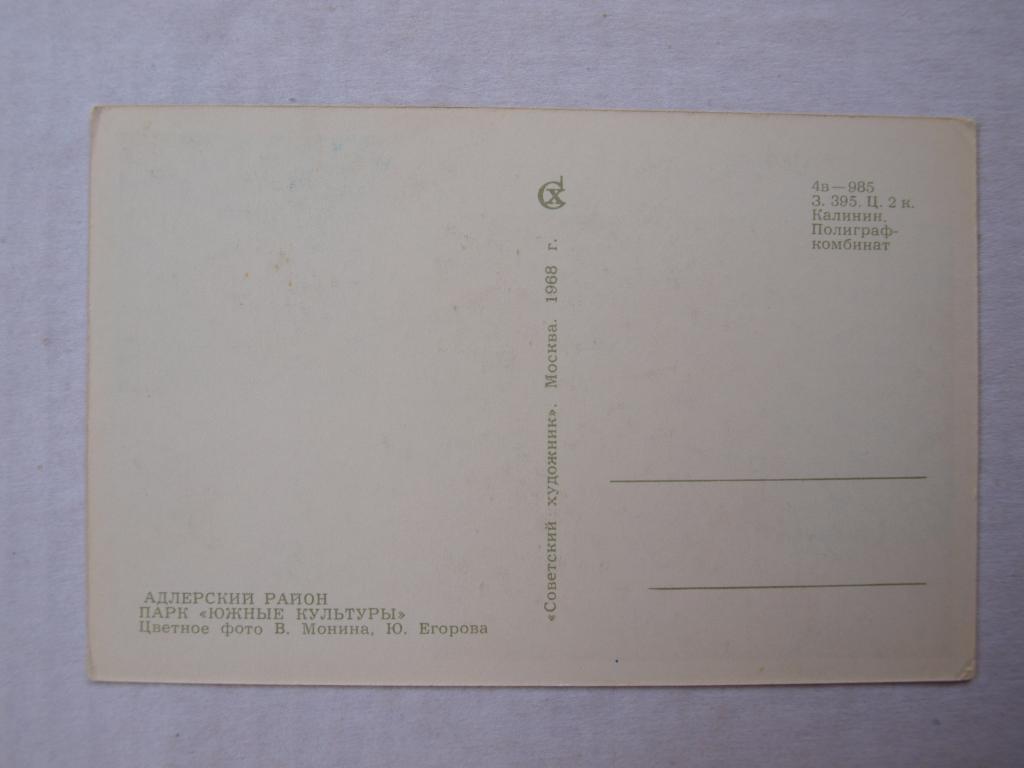 АДЛЕРСКИЙ РАЙОН
ПАРК «ЮЖНЫЕ КУЛЬТУРЫ»
Цветное фото В. Монина, Ю. Егорова
СХ
«Советский художник». Москва. 1968 г.
4в—985
З. 395. Ц. 2 к.
Калинин,
Полиграф-
комбинат